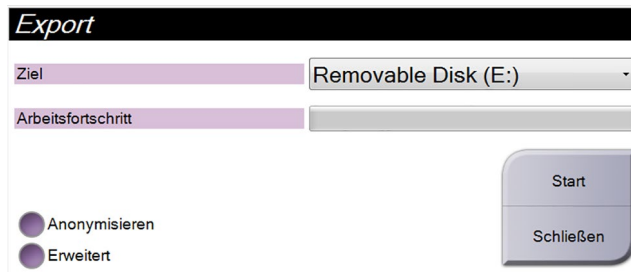 Export
Ziel
Removable Disk (E:)
Arbeitsfortschritt
Start
Anonymisieren
Schließen
Erweitert